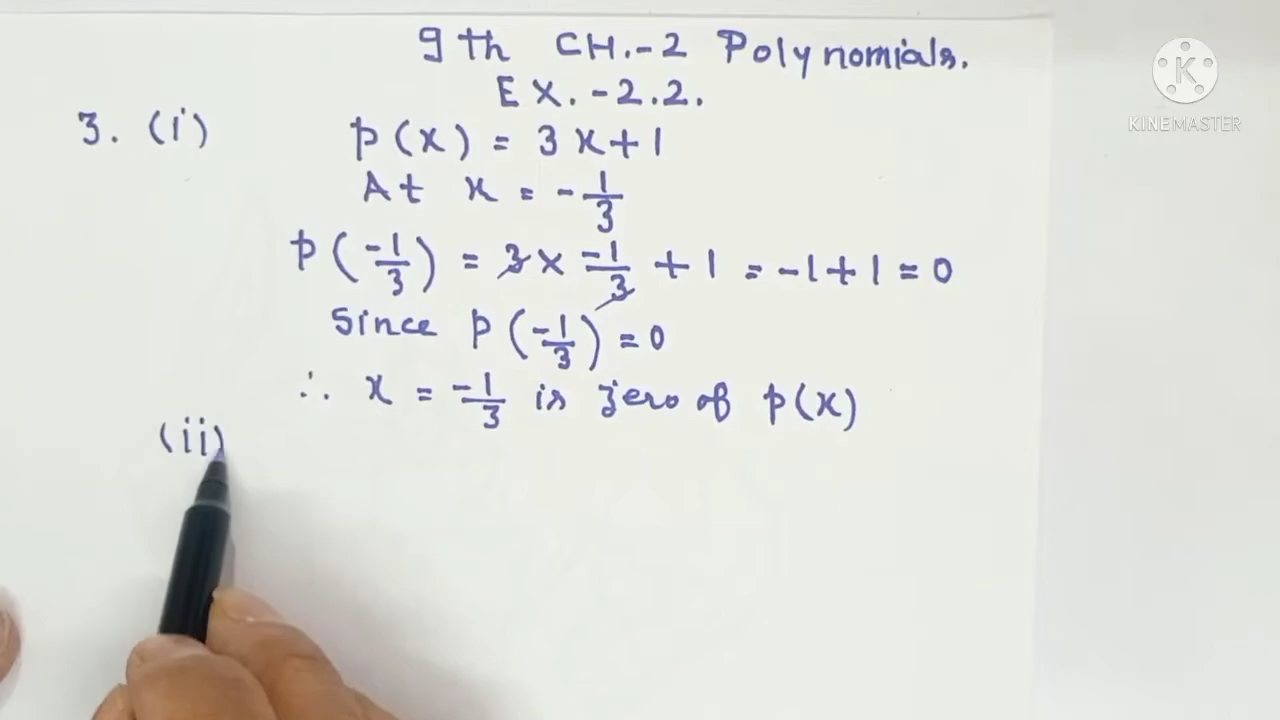 9th CH.-2 Polynomials.
EX.-2.2.
3. (i) p(x) = 3x+1
At x = -1/3
p(-1/3) = 3x -1/3 + 1 = -1+1 = 0
Since p(-1/3) = 0
∴ x = -1/3 is zero of p(x)
(ii)
K
KINEMASTER